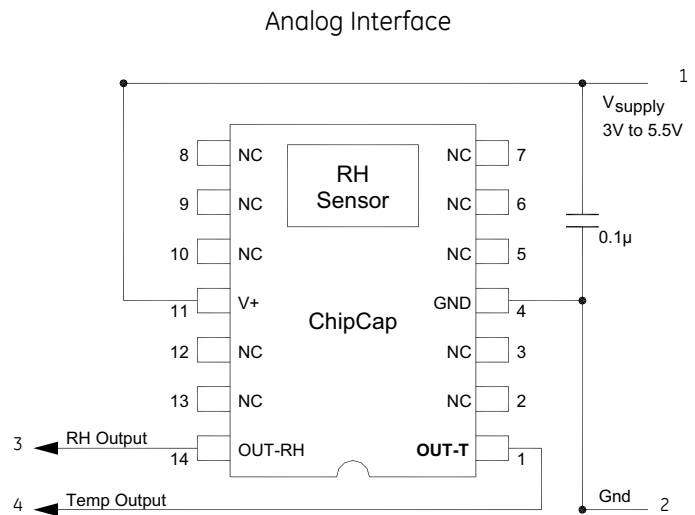 Analog Interface
1
Vsupply
3V to 5.5V
8 NC
NC 7
RH
Sensor
9 NC
NC 6
10 NC
NC 5
0.1µ
11 V+
GND 4
ChipCap
12 NC
NC 3
13 NC
NC 2
3 RH Output
14 OUT-RH
OUT-T 1
4 Temp Output
Gnd 2